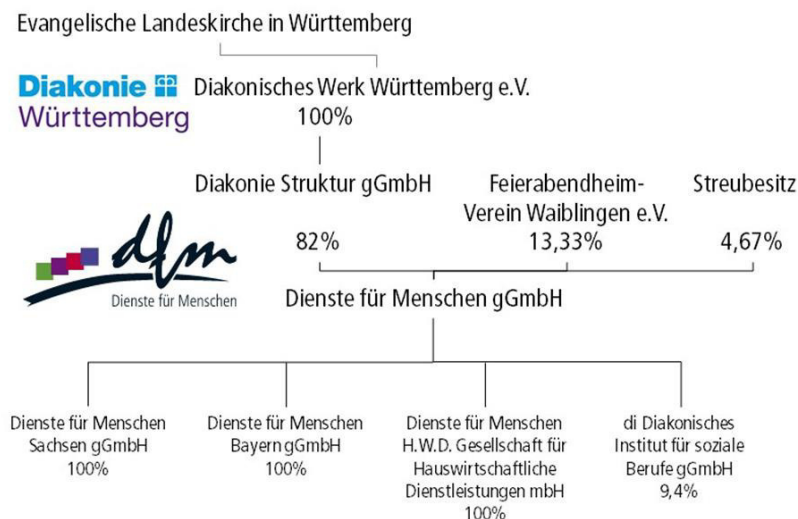 Evangelische Landeskirche in Württemberg
Diakonie
Württemberg
Diakonisches Werk Württemberg e.V.
100%
Diakonie Struktur gGmbH
82%
Feierabendheim-
Verein Waiblingen e.V.
13,33%
Streubesitz
4,67%
dfm
Dienste für Menschen
Dienste für Menschen gGmbH
Dienste für Menschen
Sachsen gGmbH
100%
Dienste für Menschen
Bayern gGmbH
100%
Dienste für Menschen
H.W.D. Gesellschaft für
Hauswirtschaftliche
Dienstleistungen mbH
100%
di Diakonisches
Institut für soziale
Berufe gGmbH
9,4%